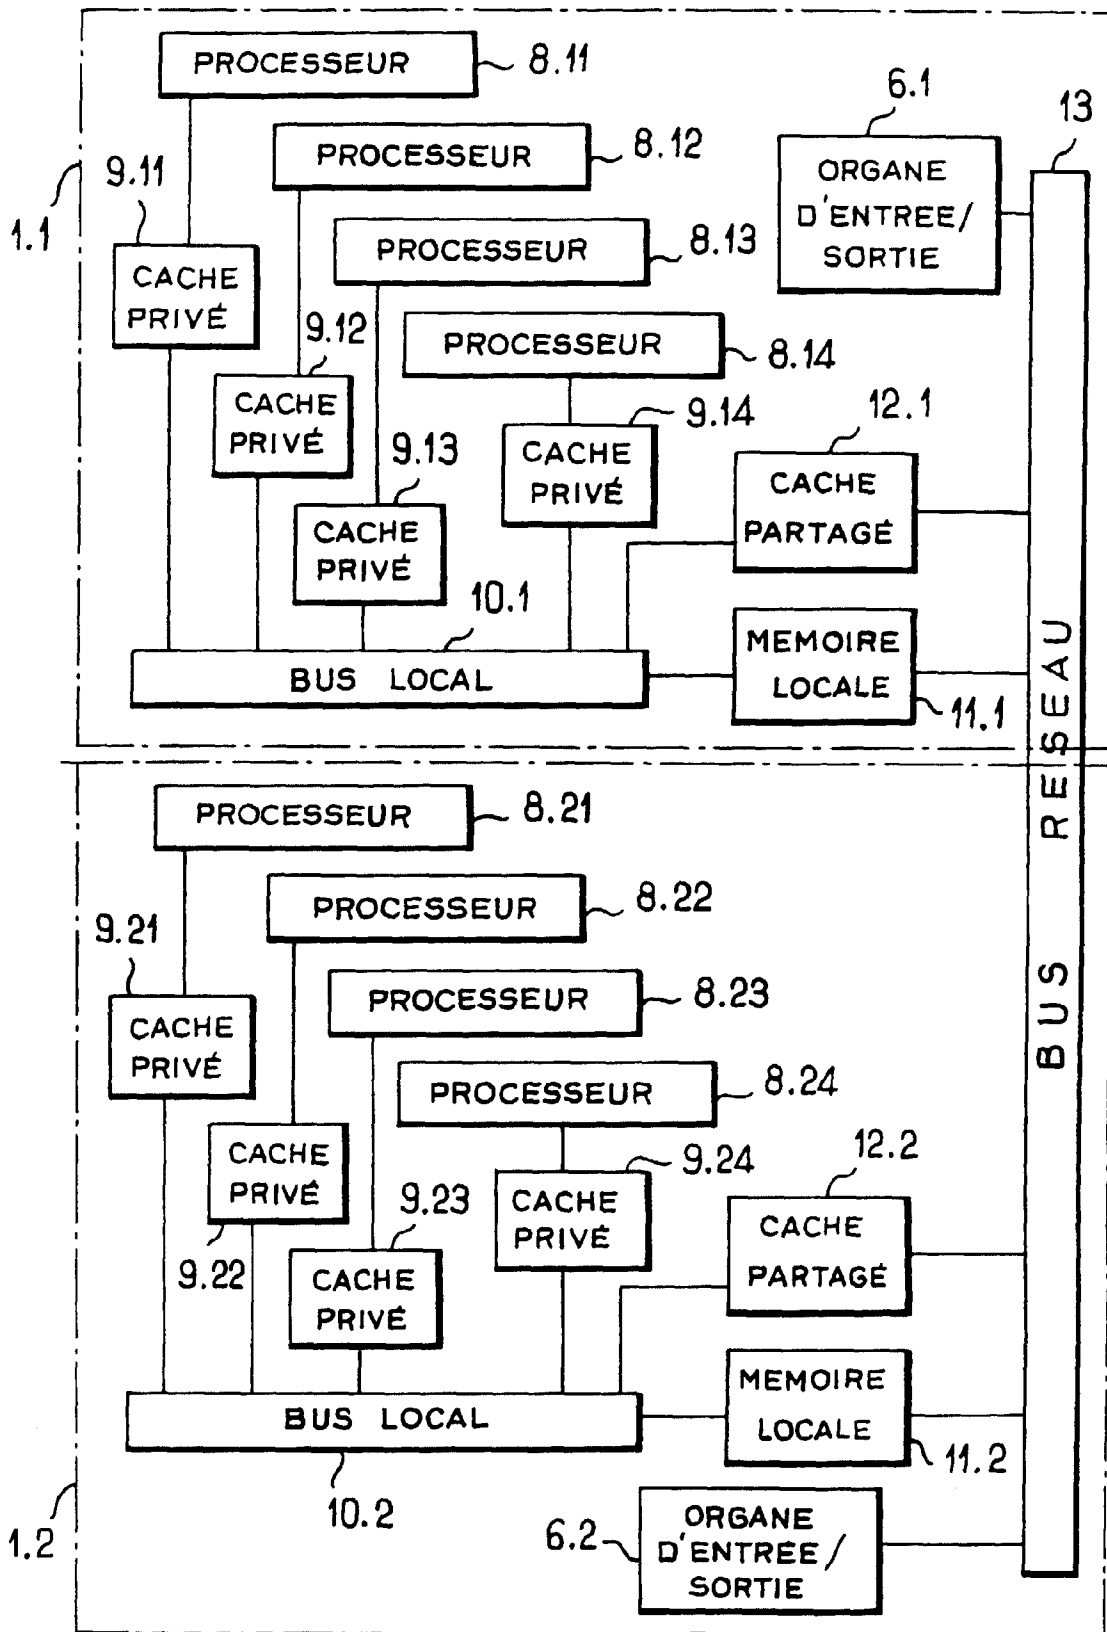 PROCESSEUR
8.11
6.1
13
PROCESSEUR
8.12
9.11
1.1
ORGANE
D'ENTREE/
SORTIE
PROCESSEUR
8.13
CACHE
PRIVÉ
9.12
PROCESSEUR
8.14
CACHE
PRIVÉ
9.13
9.14
12.1
CACHE
PRIVÉ
CACHE
PARTAGÉ
CACHE
PRIVÉ
10.1
BUS LOCAL
MEMOIRE
LOCALE
11.1
BUS RESEAU
PROCESSEUR
8.21
PROCESSEUR
8.22
9.21
PROCESSEUR
8.23
CACHE
PRIVÉ
PROCESSEUR
8.24
CACHE
PRIVÉ
9.22
9.23
9.24
12.2
CACHE
PRIVÉ
CACHE
PARTAGÉ
CACHE
PRIVÉ
BUS LOCAL
10.2
MEMOIRE
LOCALE
11.2
1.2
6.2
ORGANE
D'ENTRÉE/
SORTIE